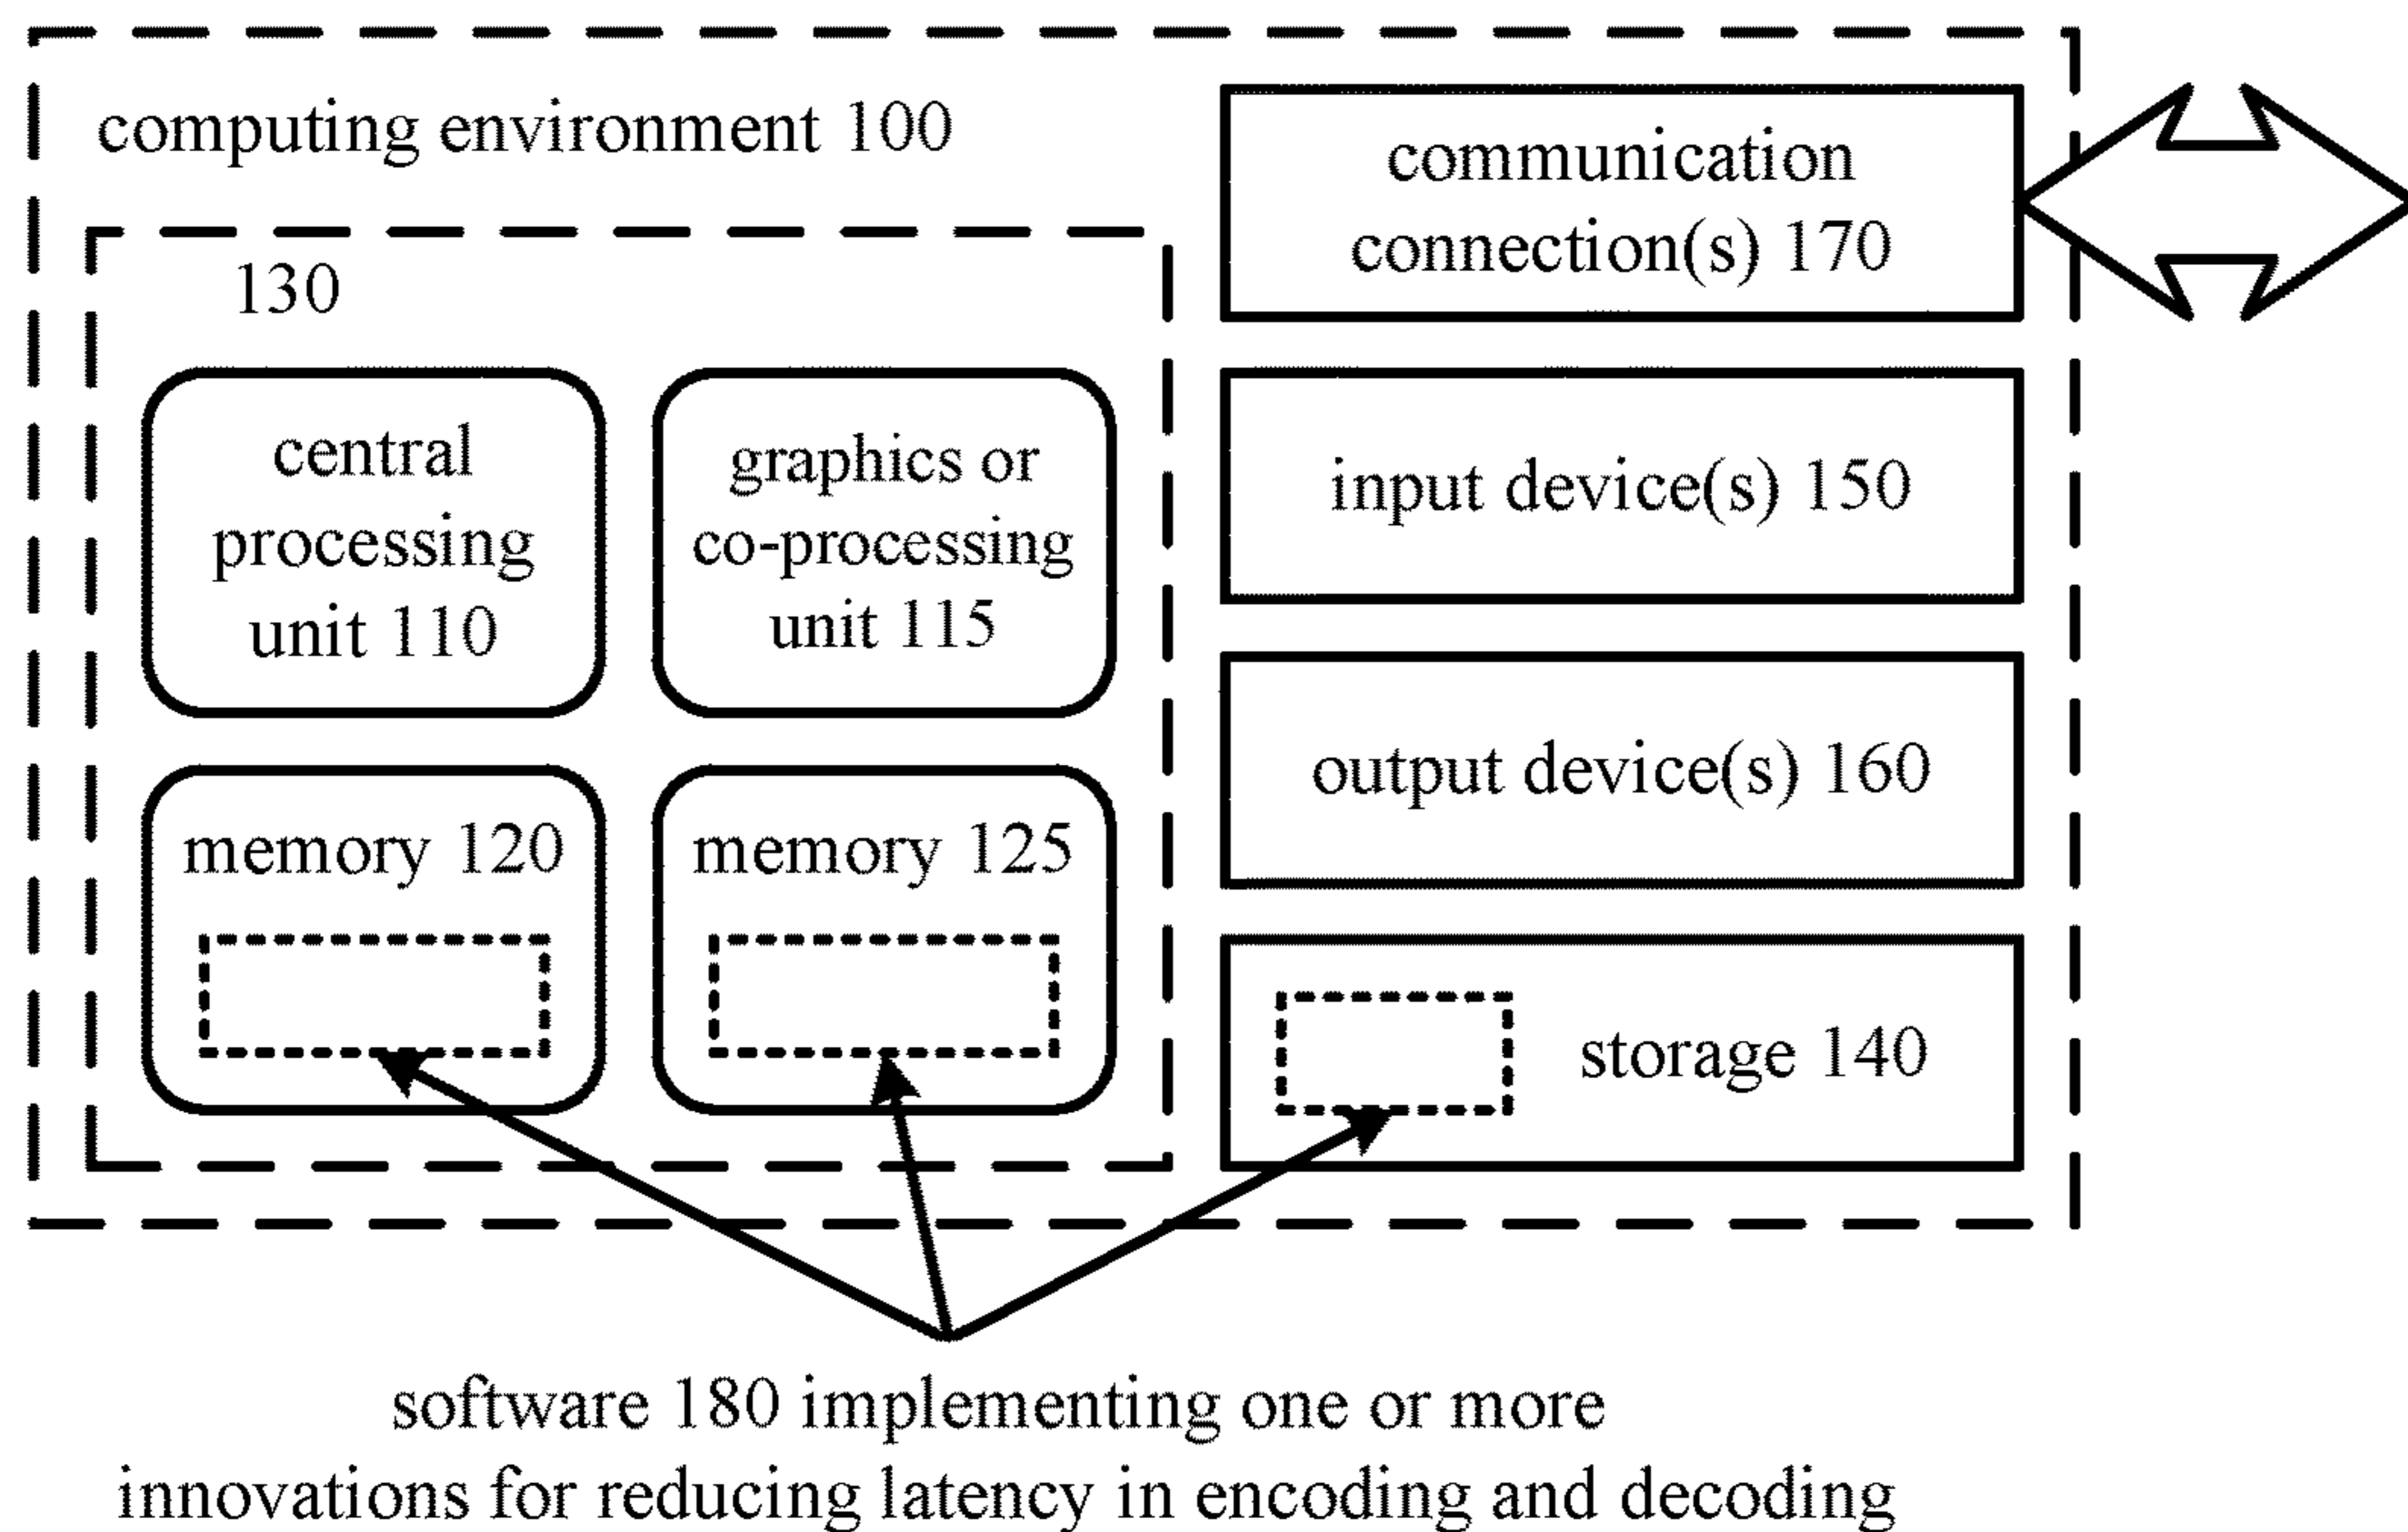 computing environment 100
130
central
processing
unit 110
graphics or
co-processing
unit 115
memory 120
memory 125
communication
connection(s) 170
input device(s) 150
output device(s) 160
storage 140
software 180 implementing one or more
innovations for reducing latency in encoding and decoding